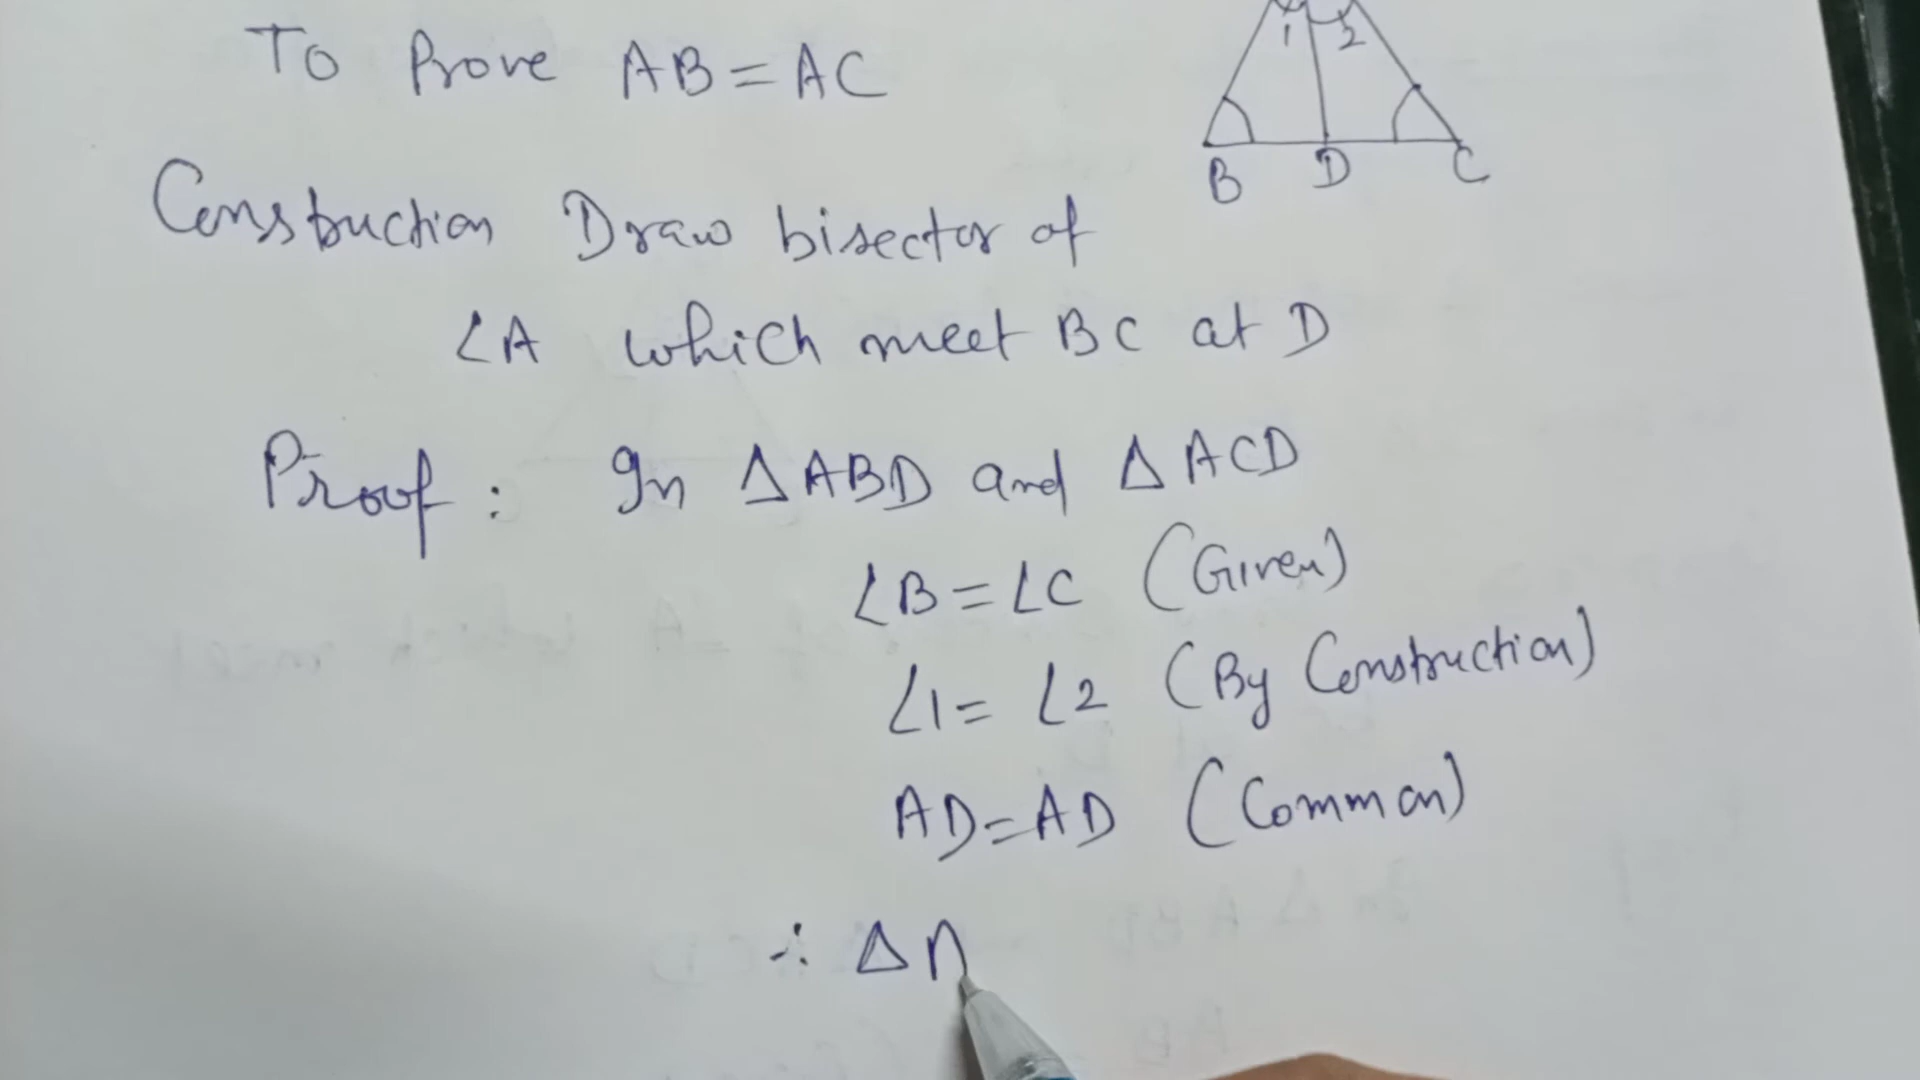 To Prove AB=AC
1 2
B D C
Construction Draw bisector of
∠A which meet BC at D
Proof : In ΔABD and ΔACD
∠B=∠C (Given)
∠1=∠2 (By Construction)
AD=AD (Common)
∴ Δ